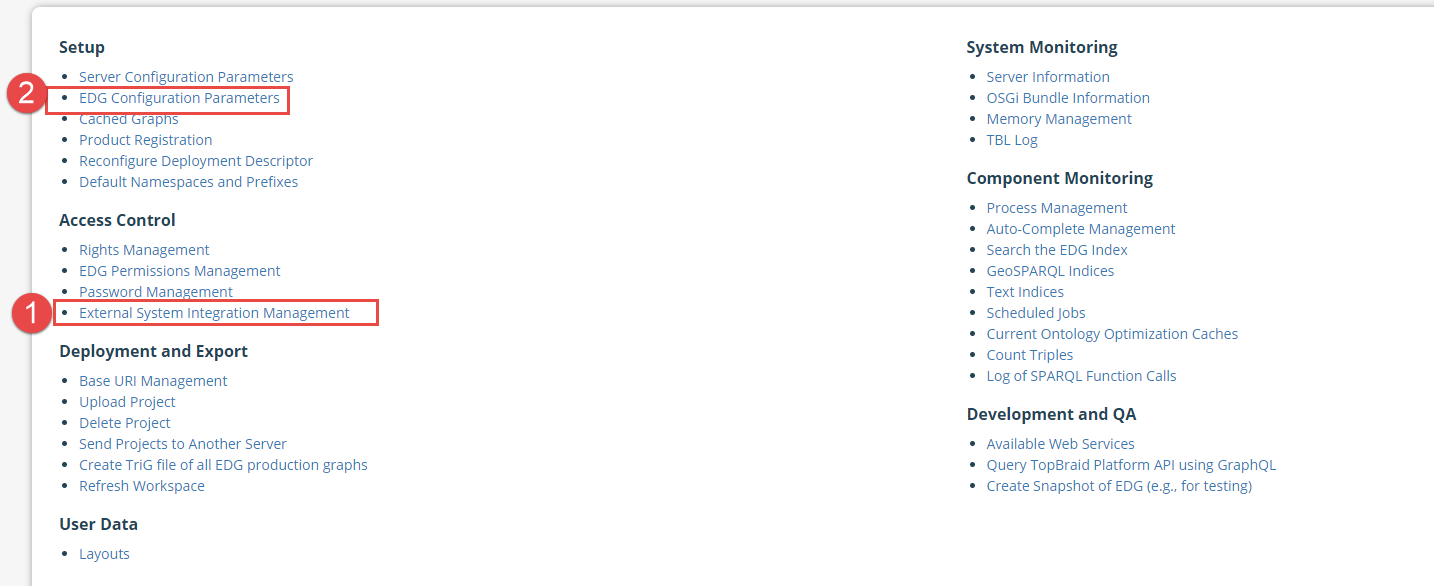 Setup
Server Configuration Parameters
2
EDG Configuration Parameters
Cached Graphs
Product Registration
Reconfigure Deployment Descriptor
Default Namespaces and Prefixes
Access Control
Rights Management
EDG Permissions Management
Password Management
1
External System Integration Management
Deployment and Export
Base URI Management
Upload Project
Delete Project
Send Projects to Another Server
Create TriG file of all EDG production graphs
Refresh Workspace
User Data
Layouts
System Monitoring
Server Information
OSGi Bundle Information
Memory Management
TBL Log
Component Monitoring
Process Management
Auto-Complete Management
Search the EDG Index
GeoSPARQL Indices
Text Indices
Scheduled Jobs
Current Ontology Optimization Caches
Count Triples
Log of SPARQL Function Calls
Development and QA
Available Web Services
Query TopBraid Platform API using GraphQL
Create Snapshot of EDG (e.g., for testing)